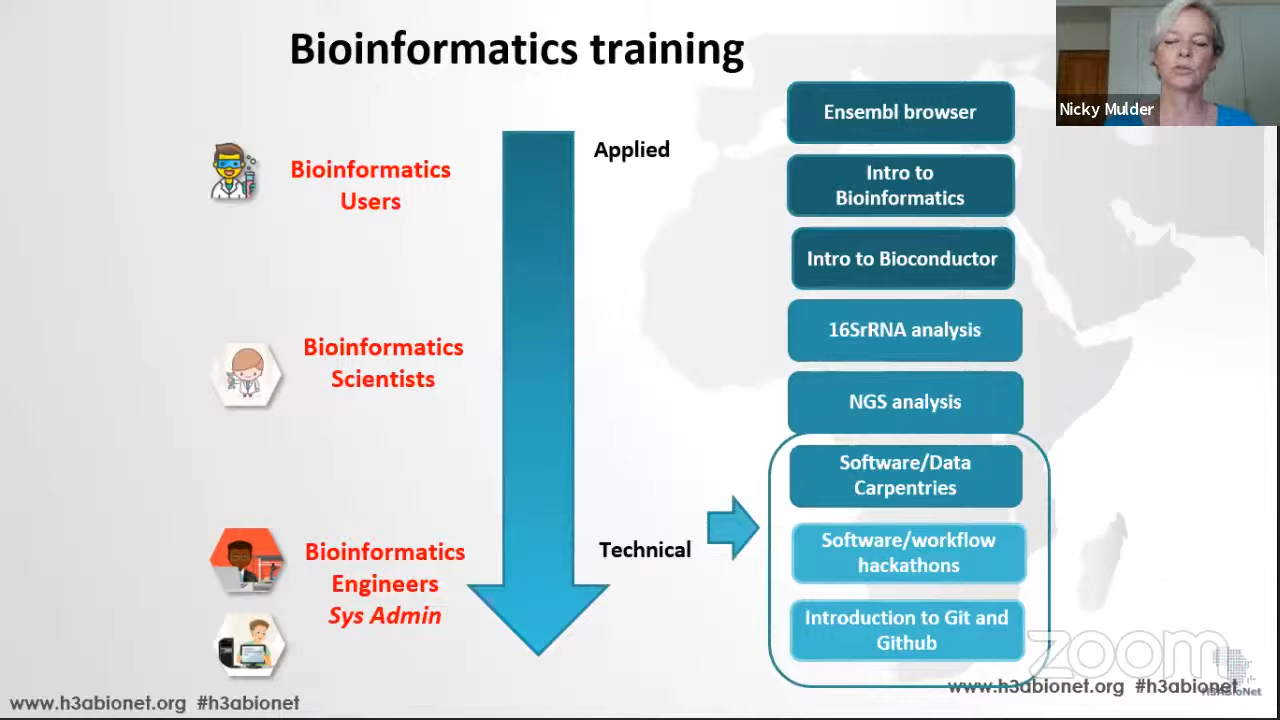 Bioinformatics training
Nicky Mulder
Bioinformatics
Users
Bioinformatics
Scientists
Bioinformatics
Engineers
Sys Admin
Applied
Technical
Ensembl browser
Intro to
Bioinformatics
Intro to Bioconductor
16SrRNA analysis
NGS analysis
Software/Data
Carpentries
Software/workflow
hackathons
Introduction to Git and
Github
zoom
www.h3abionet.org #h3abionet
www.h3abionet.org #h3abionet
H3ABioNet